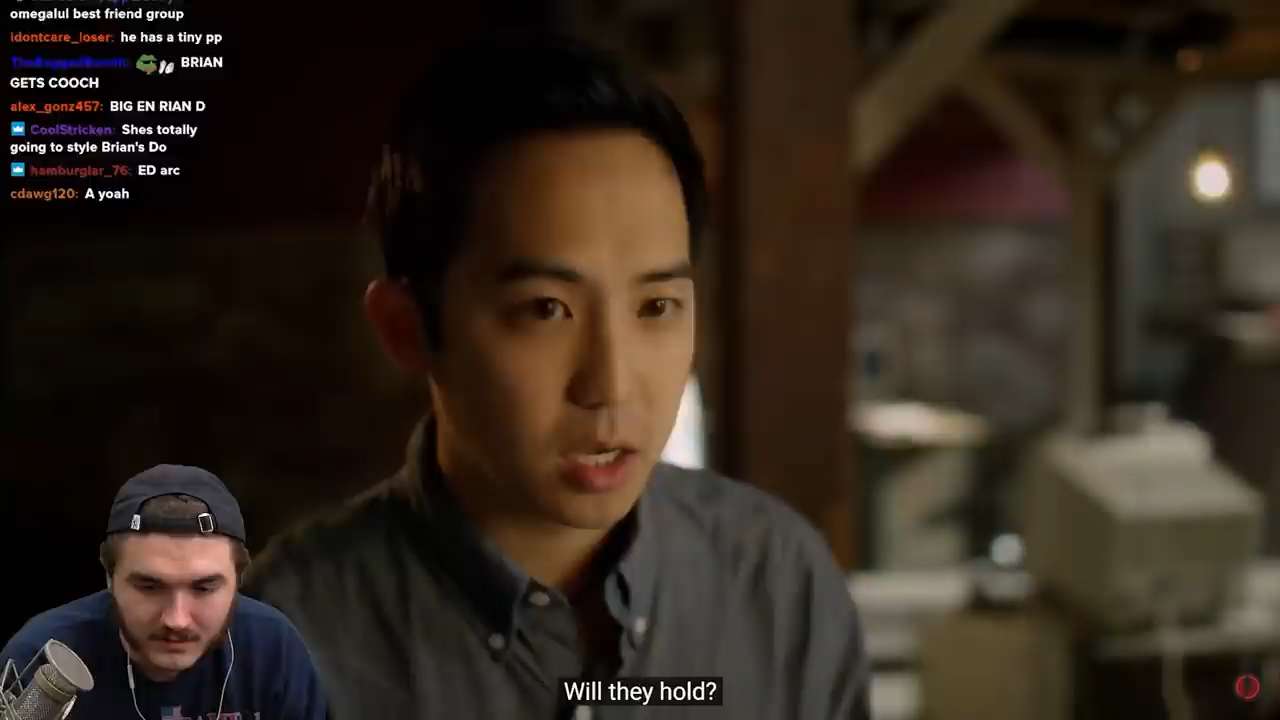 omegalul best friend group
idontcare_loser: he has a tiny pp
BRIAN
GETS COOCH
alex_gonz457: BIG EN RIAN D
CoolStricken: Shes totally
going to style Brian's Do
hamburglar_76: ED arc
cdawg120: A yoah
Will they hold?